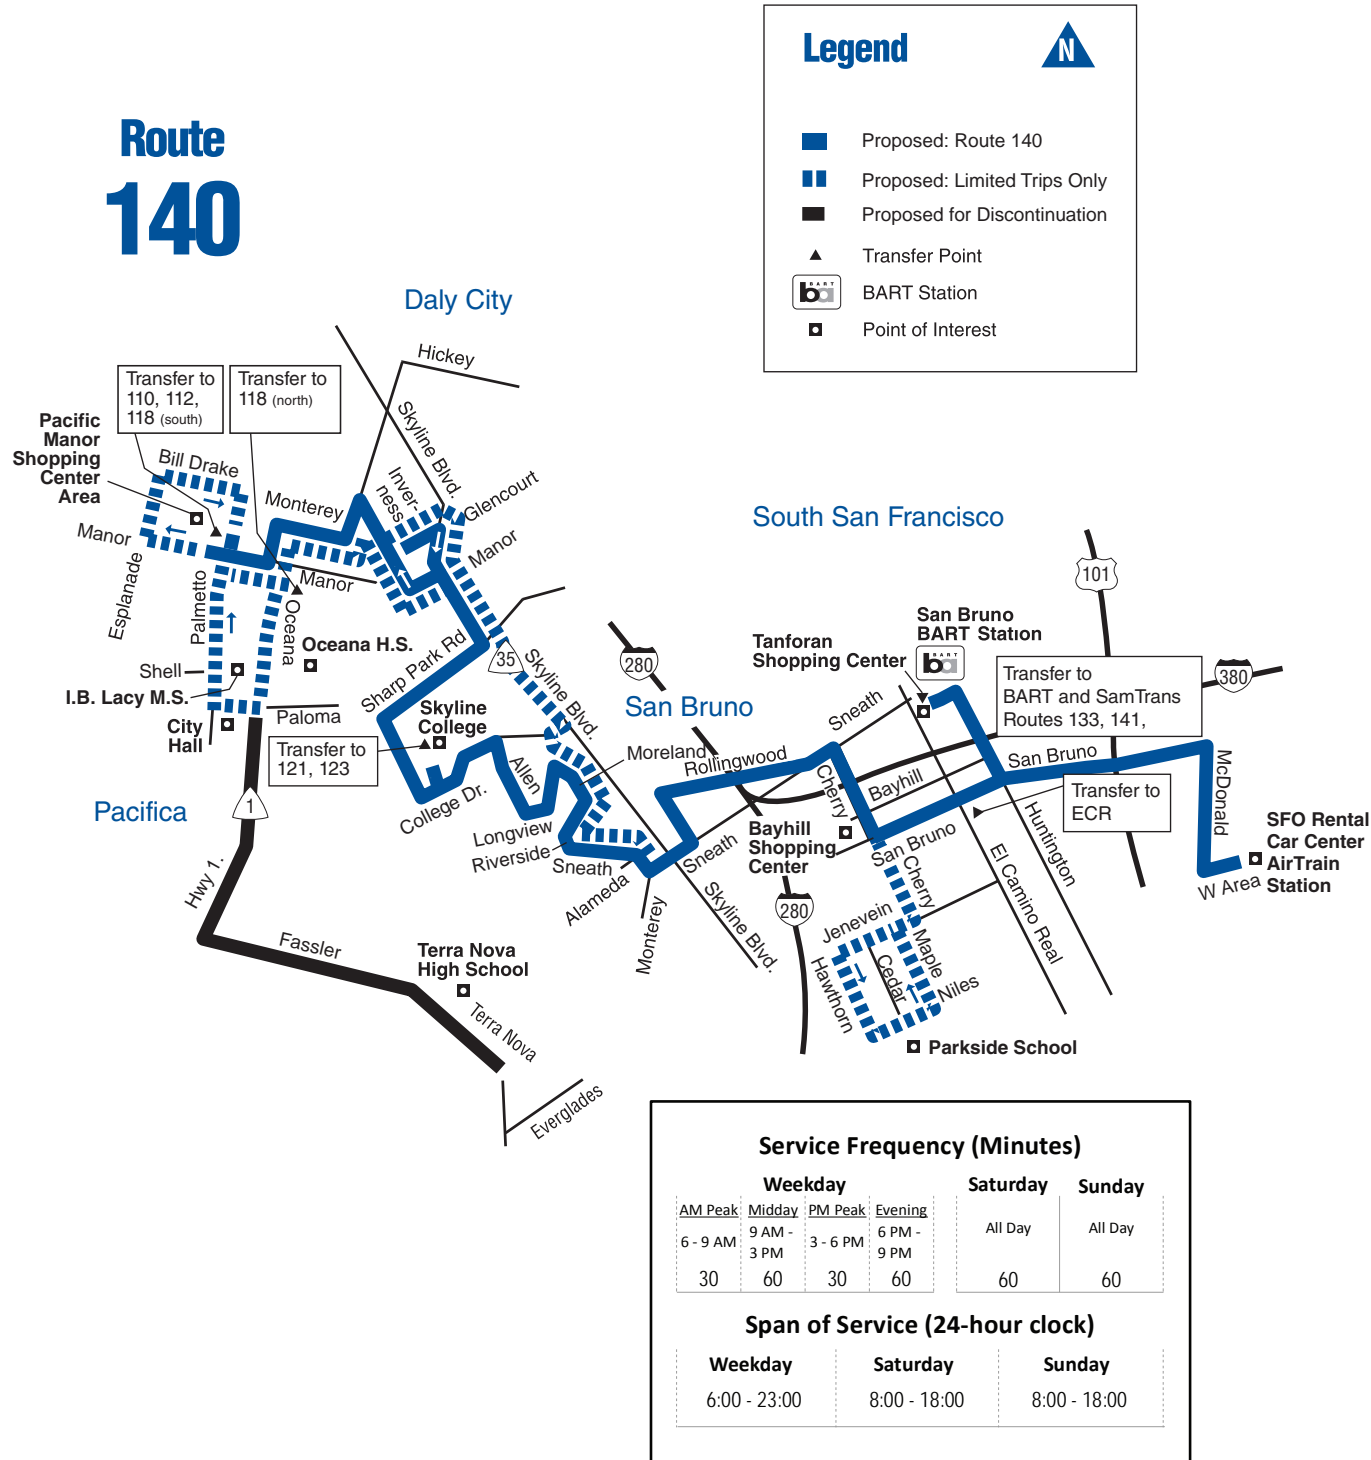 Legend
N
Proposed: Route 140
Proposed: Limited Trips Only
Proposed for Discontinuation
Transfer Point
BART
ba
BART Station
Point of Interest
Route
140
Daly City
Hickey
Skyline Blvd.
Transfer to
110, 112,
118 (south)
Transfer to
118 (north)
Pacific
Manor
Shopping
Center
Area
Bill Drake
Monterey
Inver-
ness
Glencourt
Manor
Manor
Manor
Esplanade
Palmetto
Oceana
Oceana H.S.
Shell
I.B. Lacy M.S.
City
Hall
Paloma
Sharp Park Rd
35
Skyline Blvd.
Skyline
College
Transfer to
121, 123
College Dr.
Allen
Longview
Riverside
Sneath
Alameda
Monterey
Moreland
Pacifica
1
Hwy 1.
Fassler
Terra Nova
High School
Terra Nova
Everglades
South San Francisco
101
280
380
San Bruno
Tanforan
Shopping Center
San Bruno
BART Station
BART
ba
Transfer to
BART and SamTrans
Routes 133, 141,
Sneath
Rollingwood
Cherry
Bayhill
San Bruno
McDonald
Transfer to
ECR
Bayhill
Shopping
Center
Sneath
San Bruno
Huntington
El Camino Real
SFO Rental
Car Center
AirTrain
Station
W Area
Skyline Blvd.
280
Cherry
Jenevein
Hawthorn
Cedar
Maple
Niles
Parkside School
Service Frequency (Minutes)
Weekday Saturday Sunday
AM Peak Midday PM Peak Evening
6 - 9 AM 9 AM - 3 PM 3 - 6 PM 6 PM - 9 PM All Day All Day
30 60 30 60 60 60
Span of Service (24-hour clock)
Weekday Saturday Sunday
6:00 - 23:00 8:00 - 18:00 8:00 - 18:00